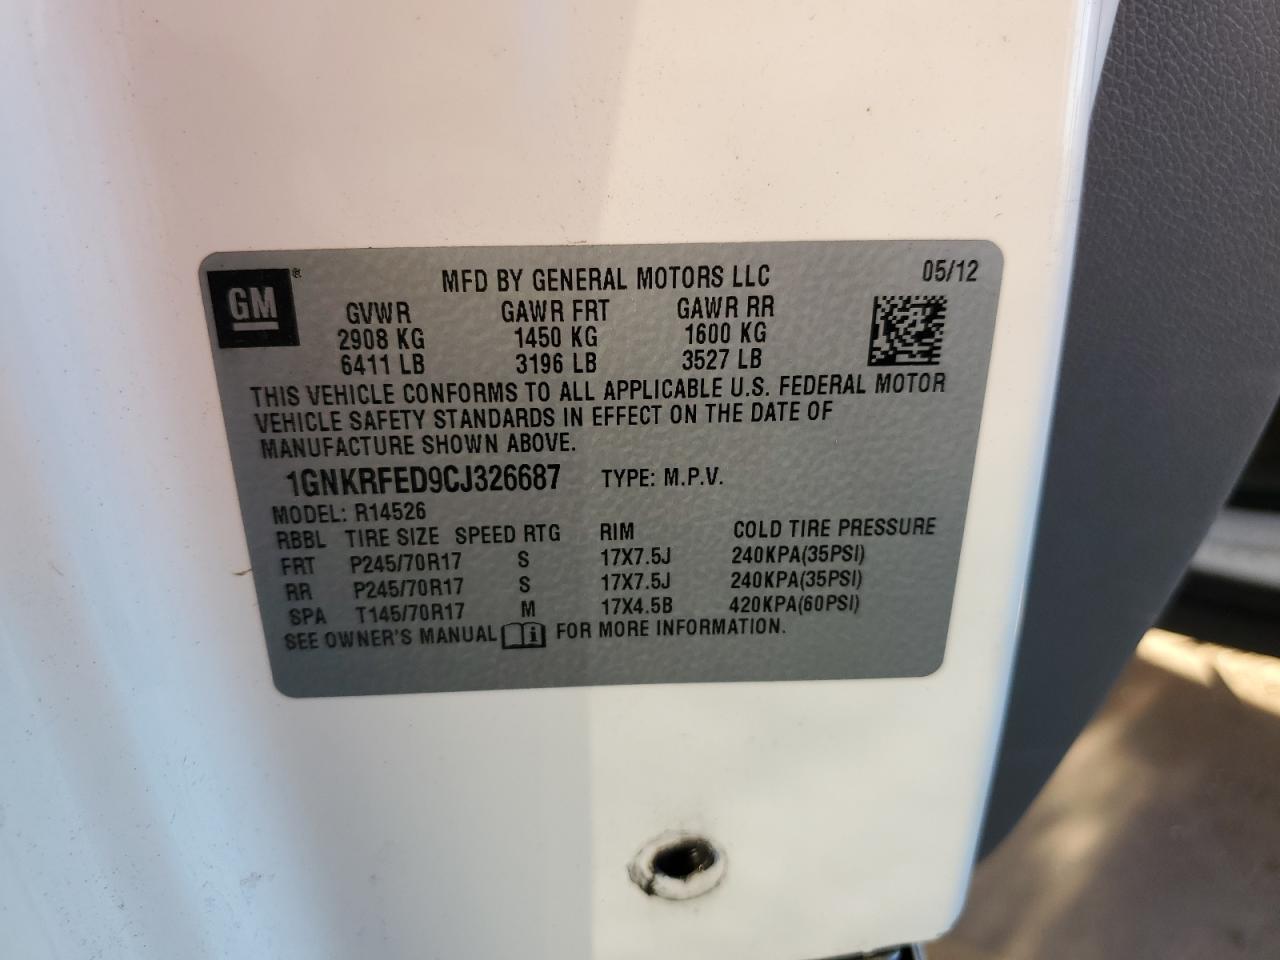 GM ® MFD BY GENERAL MOTORS LLC 05/12
GVWR GAWR FRT GAWR RR
2908 KG 1450 KG 1600 KG
6411 LB 3196 LB 3527 LB
THIS VEHICLE CONFORMS TO ALL APPLICABLE U.S. FEDERAL MOTOR
VEHICLE SAFETY STANDARDS IN EFFECT ON THE DATE OF
MANUFACTURE SHOWN ABOVE.
1GNKRFED9CJ326687 TYPE: M.P.V.
MODEL: R14526
RBBL TIRE SIZE SPEED RTG RIM COLD TIRE PRESSURE
FRT P245/70R17 S 17X7.5J 240KPA(35PSI)
RR P245/70R17 S 17X7.5J 240KPA(35PSI)
SPA T145/70R17 M 17X4.5B 420KPA(60PSI)
SEE OWNER'S MANUAL i FOR MORE INFORMATION.